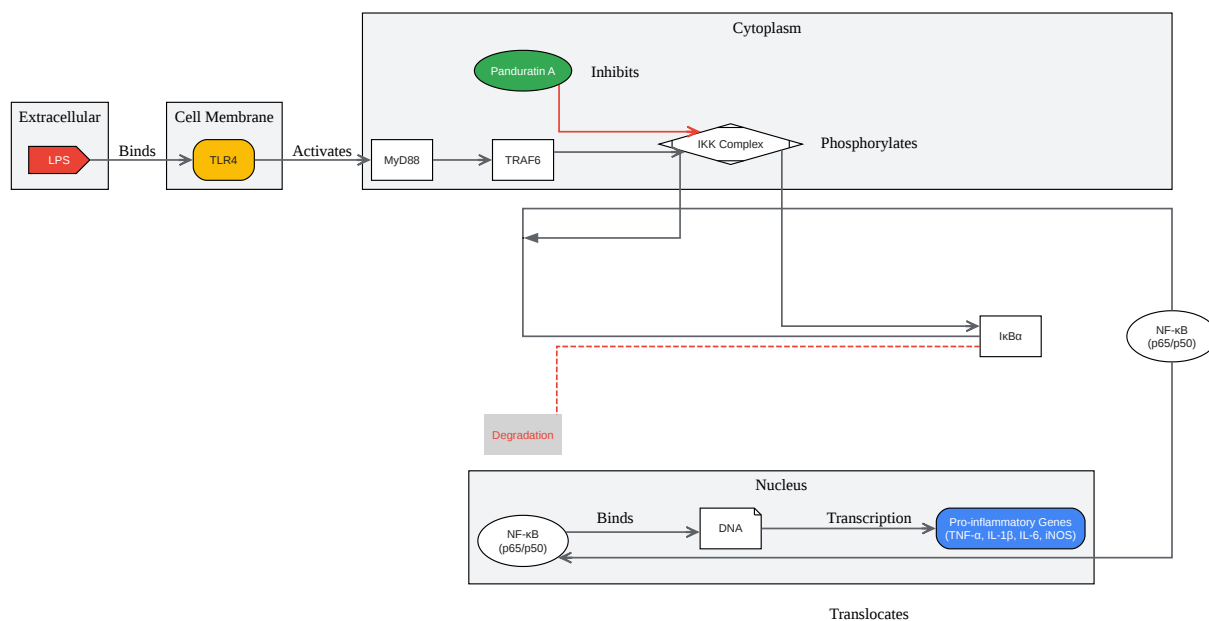 Cytoplasm
Panduratin A
Inhibits
Extracellular
Cell Membrane
LPS
Binds
TLR4
Activates
MyD88
TRAF6
IKK Complex
Phosphorylates
IκBα
NF-κB
(p65/p50)
Degradation
Nucleus
NF-κB
(p65/p50)
Binds
DNA
Transcription
Pro-inflammatory Genes
(TNF-α, IL-1β, IL-6, iNOS)
Translocates